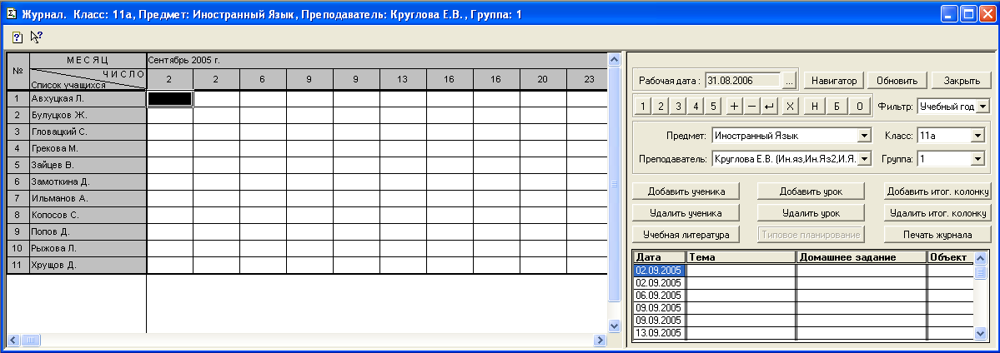 Журнал. Класс: 11а, Предмет: Иностранный Язык, Преподаватель: Круглова Е.В. , Группа: 1
№ МЕСЯЦ Сентябрь 2005 г.
ЧИСЛО
Список учащихся 2 2 6 9 9 13 16 16 20 23
1 Авхуцкая Л.
2 Булуцков Ж.
3 Гловацкий С.
4 Грекова М.
5 Зайцев В.
6 Замоткина Д.
7 Ильманов А.
8 Копосов С.
9 Попов Д.
10 Рыжова Л.
11 Хрущов Д.
Рабочая дата : 31.08.2006 ... Навигатор Обновить Закрыть
1 2 3 4 5 + − ↵ X Н Б О Фильтр: Учебный год
Предмет: Иностранный Язык Класс: 11а
Преподаватель: Круглова Е.В. (Ин.яз,Ин.Яз2,И.Я. Группа: 1
Добавить ученика Добавить урок Добавить итог. колонку
Удалить ученика Удалить урок Удалить итог. колонку
Учебная литература Типовое планирование Печать журнала
Дата Тема Домашнее задание Объект
02.09.2005
02.09.2005
06.09.2005
09.09.2005
09.09.2005
13.09.2005